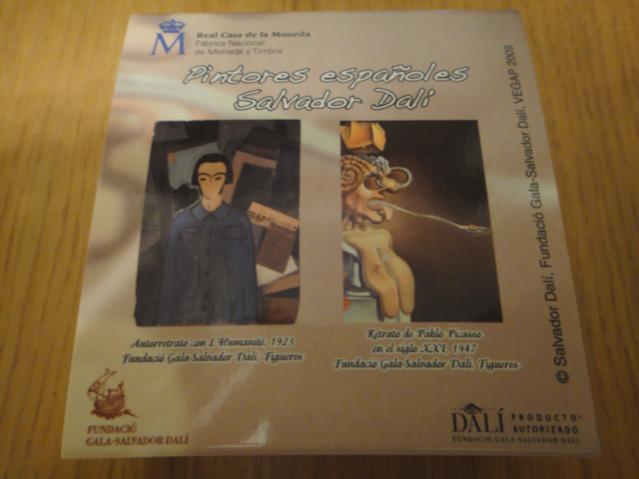 M
Real Casa de la Moneda
Fábrica Nacional
de Moneda y Timbre
Pintores españoles
Salvador Dalí
Autorretrato con L'Humanité, 1923
Fundació Gala-Salvador Dalí, Figueres
Retrato de Pablo Picasso
en el siglo XXI, 1947
Fundació Gala-Salvador Dalí, Figueres
© Salvador Dalí, Fundació Gala-Salvador Dalí, VEGAP 2009
FUNDACIÓ
GALA-SALVADOR DALÍ
DALÍ
PRODUCTO
AUTORIZADO
FUNDACIÓ GALA-SALVADOR DALÍ